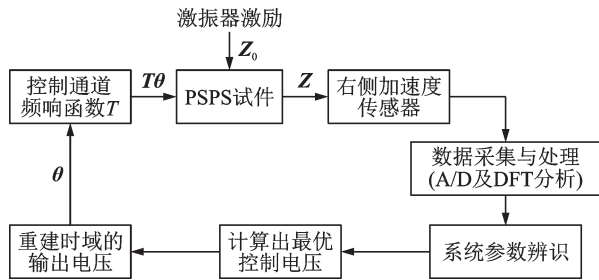 激振器激励
Z₀
控制通道
频响函数T
Tθ
PSPS试件
Z
右侧加速度
传感器
数据采集与处理
(A/D及DFT分析)
θ
重建时域的
输出电压
计算出最优
控制电压
系统参数辨识